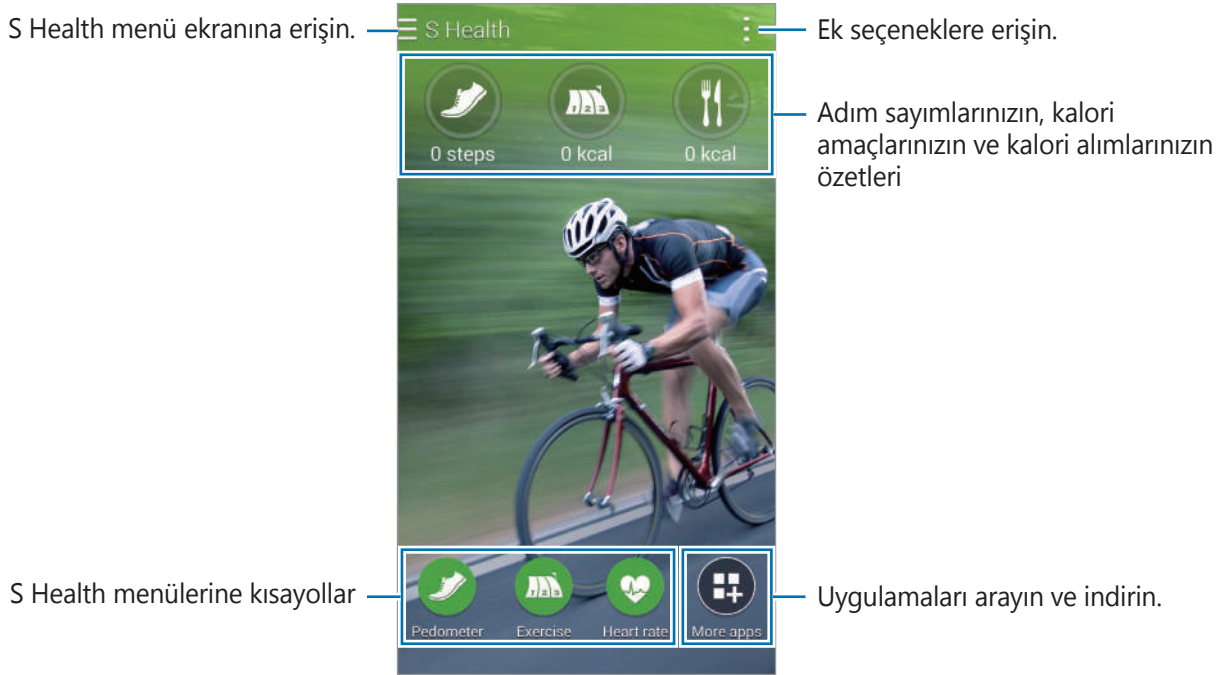 S Health menü ekranına erişin.
S Health
Ek seçeneklere erişin.
0 steps
0 kcal
0 kcal
Adım sayımlarınızın, kalori
amaçlarınızın ve kalori alımlarınızın
özetleri
S Health menülerine kısayollar
Pedometer
Exercise
Heart rate
More apps
Uygulamaları arayın ve indirin.